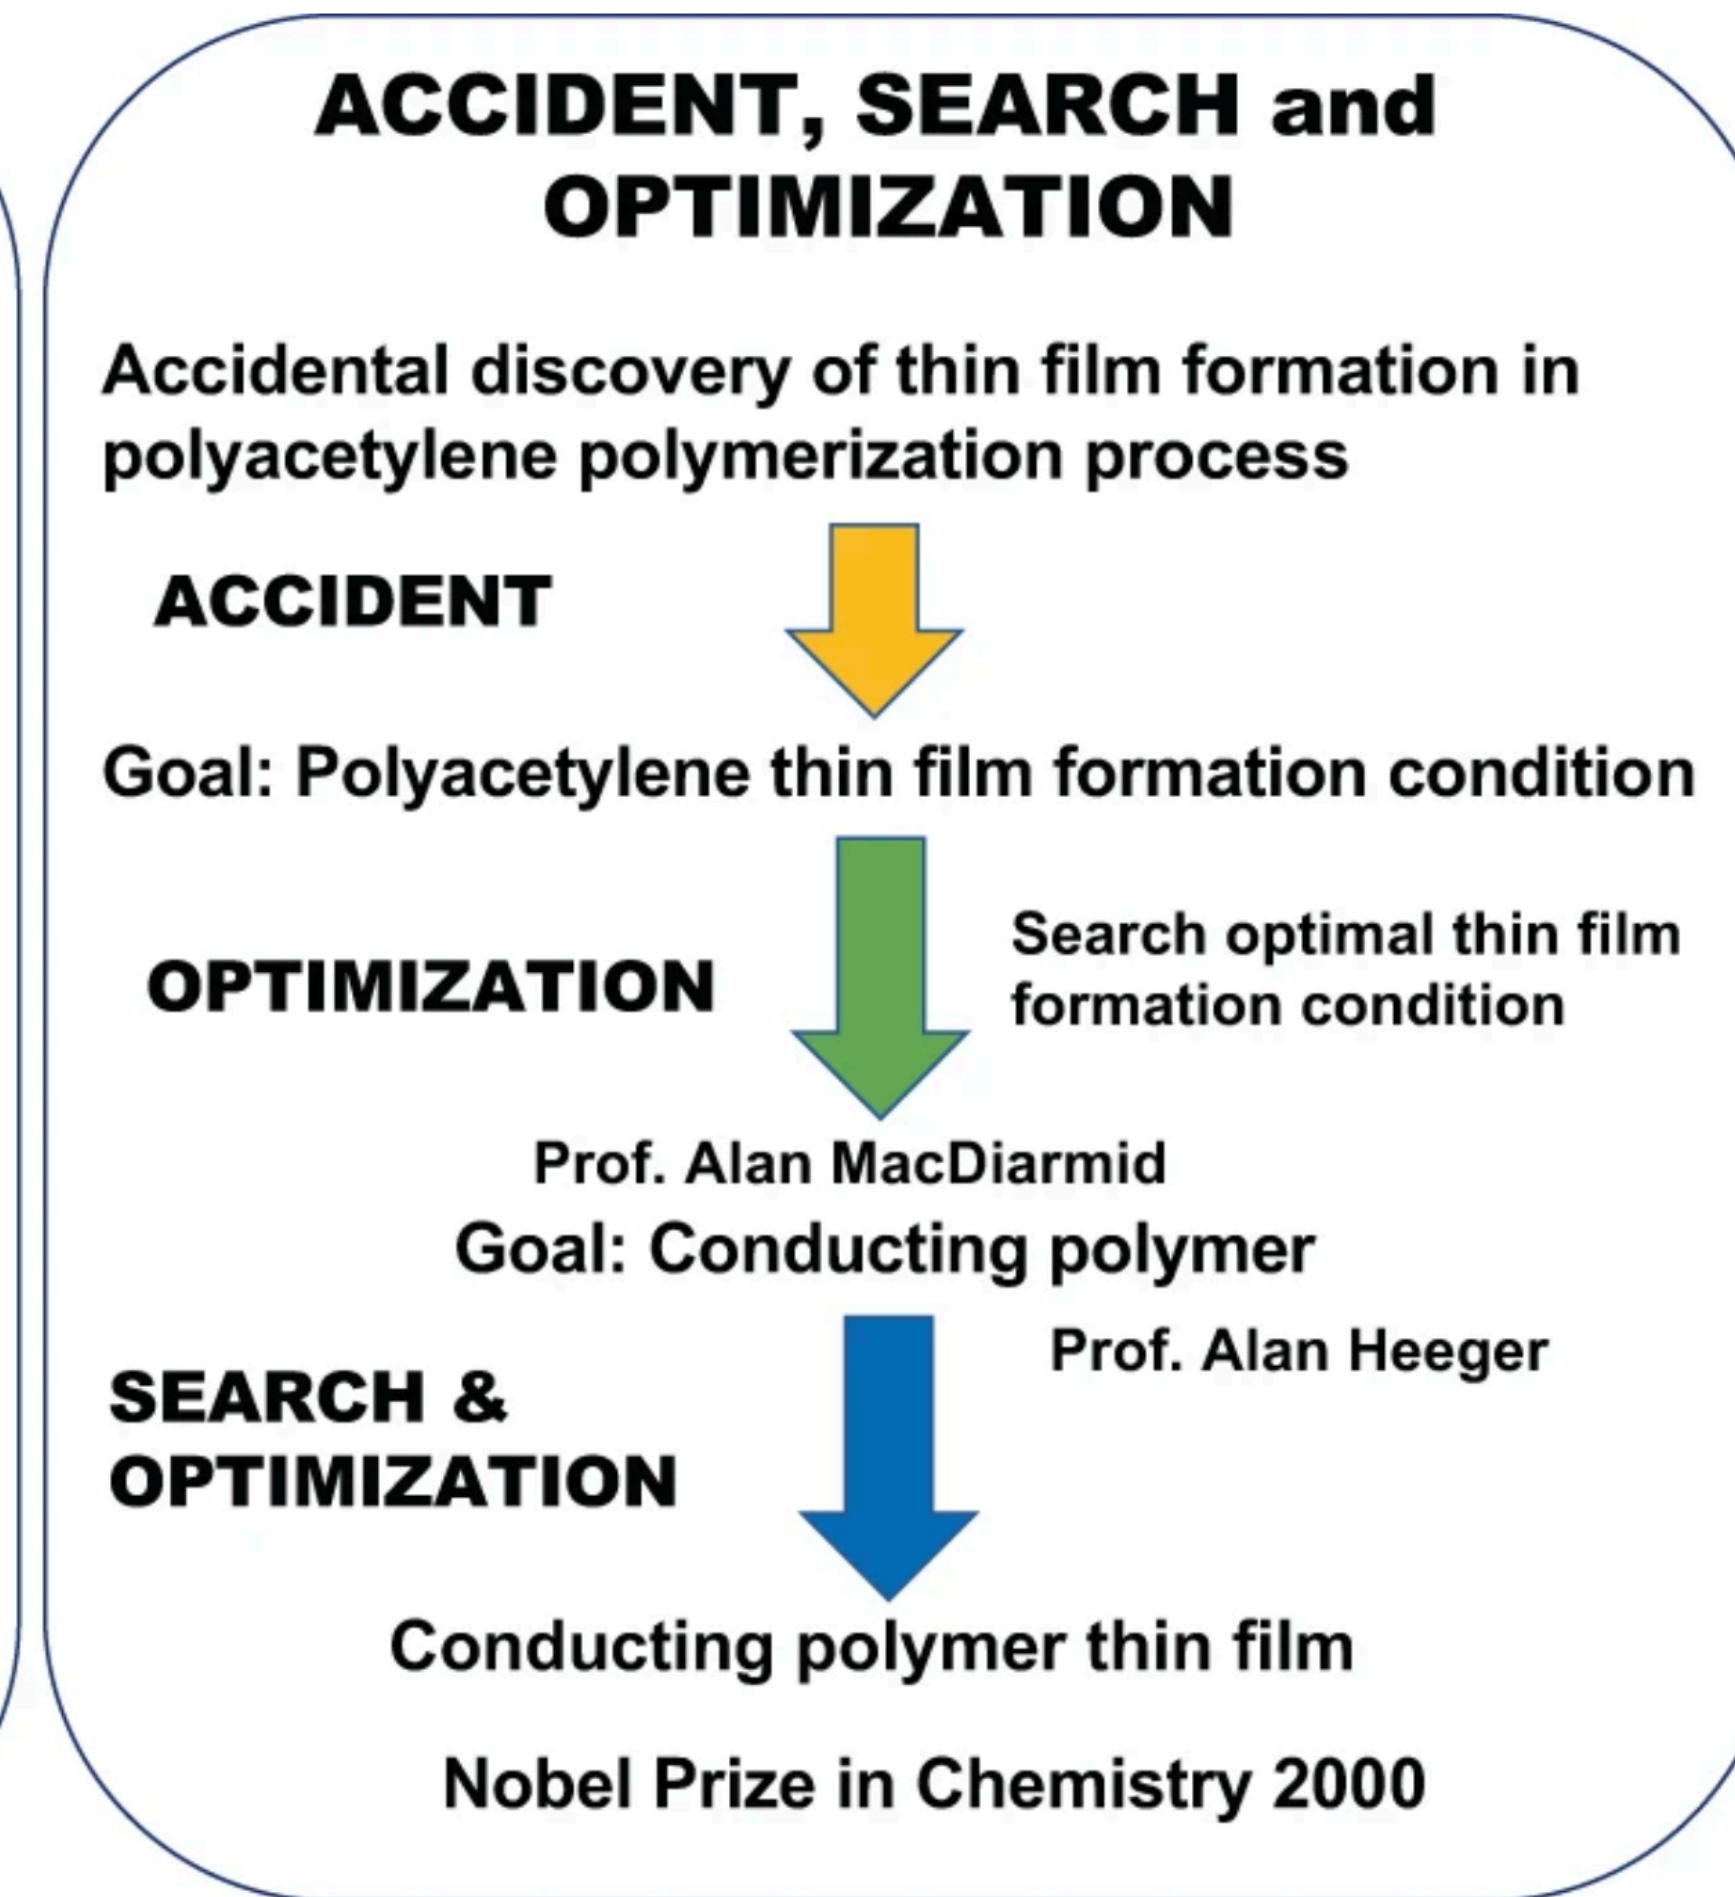 ACCIDENT, SEARCH and
OPTIMIZATION
Accidental discovery of thin film formation in
polyacetylene polymerization process
ACCIDENT
Goal: Polyacetylene thin film formation condition
OPTIMIZATION
Search optimal thin film
formation condition
Prof. Alan MacDiarmid
Goal: Conducting polymer
Prof. Alan Heeger
SEARCH &
OPTIMIZATION
Conducting polymer thin film
Nobel Prize in Chemistry 2000